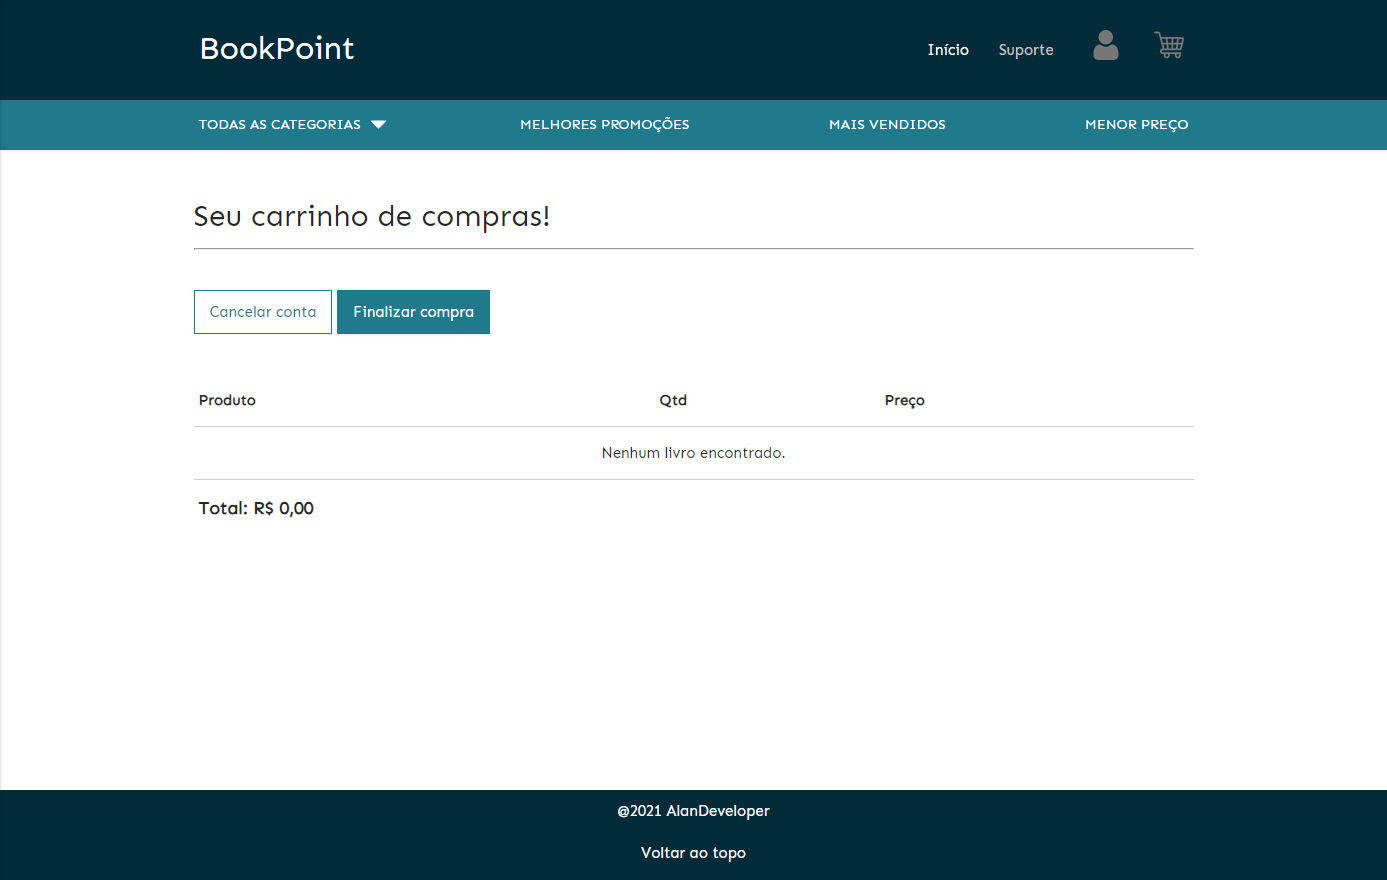 BookPoint
Início
Suporte
TODAS AS CATEGORIAS
MELHORES PROMOÇÕES
MAIS VENDIDOS
MENOR PREÇO
Seu carrinho de compras!
Cancelar conta
Finalizar compra
Produto
Qtd
Preço
Nenhum livro encontrado.
Total: R$ 0,00
@2021 AlanDeveloper
Voltar ao topo